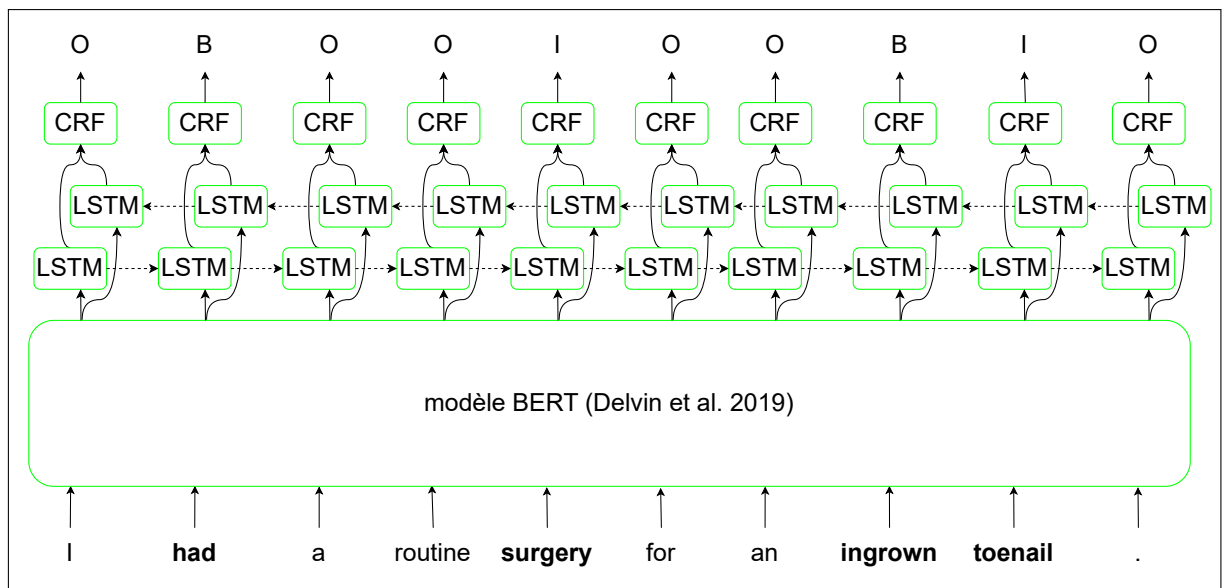 O B O O I O O B I O
CRF CRF CRF CRF CRF CRF CRF CRF CRF CRF
LSTM LSTM LSTM LSTM LSTM LSTM LSTM LSTM LSTM LSTM
LSTM LSTM LSTM LSTM LSTM LSTM LSTM LSTM LSTM LSTM
modèle BERT (Delvin et al. 2019)
I had a routine surgery for an ingrown toenail .